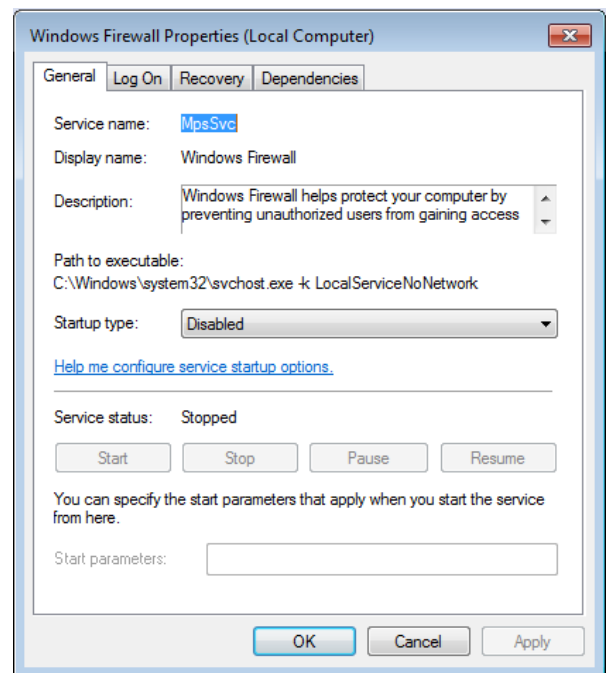 Windows Firewall Properties (Local Computer)
General Log On Recovery Dependencies
Service name: MpsSvc
Display name: Windows Firewall
Description: Windows Firewall helps protect your computer by
preventing unauthorized users from gaining access
Path to executable:
C:\Windows\system32\svchost.exe -k LocalServiceNoNetwork
Startup type: Disabled
Help me configure service startup options.
Service status: Stopped
Start Stop Pause Resume
You can specify the start parameters that apply when you start the service
from here.
Start parameters:
OK Cancel Apply